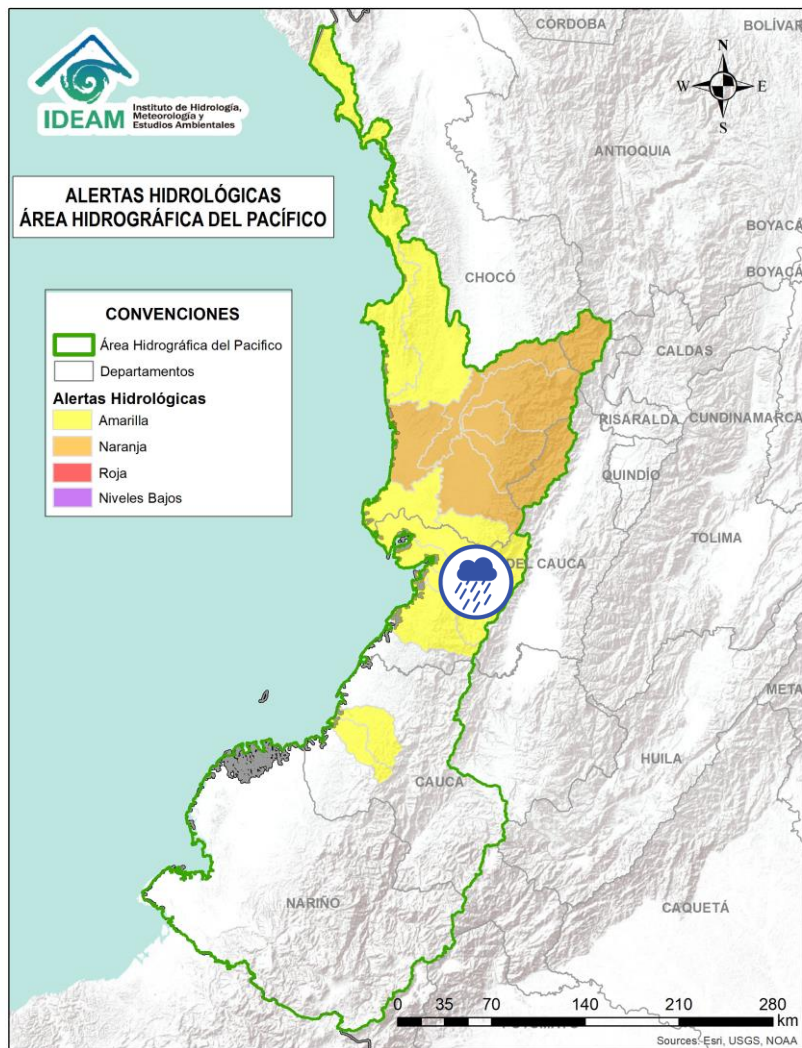 CÓRDOBA
BOLÍVAR
IDEAM
Instituto de Hidrología,
Meteorología y
Estudios Ambientales
N
W E
S
ANTIOQUIA
ALERTAS HIDROLÓGICAS
ÁREA HIDROGRÁFICA DEL PACÍFICO
BOYACÁ
BOYACÁ
CHOCÓ
CONVENCIONES
Área Hidrográfica del Pacifico
Departamentos
Alertas Hidrológicas
Amarilla
Naranja
Roja
Niveles Bajos
CALDAS
RISARALDA
CUNDINAMARCA
QUINDÍO
TOLIMA
DEL CAUCA
META
HUILA
CAUCA
NARIÑO
CAQUETÁ
0 35 70 140 210 280
km
Sources: Esri, USGS, NOAA